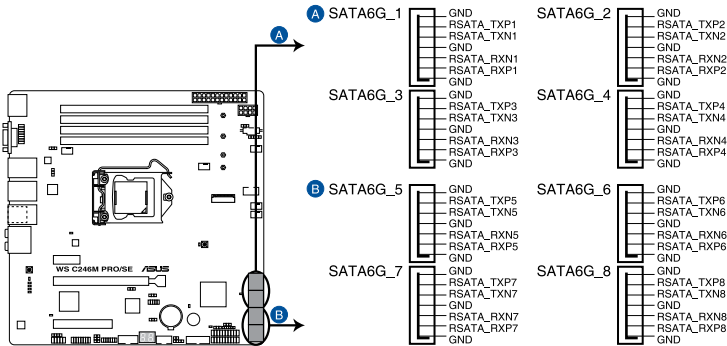 A SATA6G_1
GND
RSATA_TXP1
RSATA_TXN1
GND
RSATA_RXN1
RSATA_RXP1
GND
SATA6G_2
GND
RSATA_TXP2
RSATA_TXN2
GND
RSATA_RXN2
RSATA_RXP2
GND
SATA6G_3
GND
RSATA_TXP3
RSATA_TXN3
GND
RSATA_RXN3
RSATA_RXP3
GND
SATA6G_4
GND
RSATA_TXP4
RSATA_TXN4
GND
RSATA_RXN4
RSATA_RXP4
GND
B SATA6G_5
GND
RSATA_TXP5
RSATA_TXN5
GND
RSATA_RXN5
RSATA_RXP5
GND
SATA6G_6
GND
RSATA_TXP6
RSATA_TXN6
GND
RSATA_RXN6
RSATA_RXP6
GND
SATA6G_7
GND
RSATA_TXP7
RSATA_TXN7
GND
RSATA_RXN7
RSATA_RXP7
GND
SATA6G_8
GND
RSATA_TXP8
RSATA_TXN8
GND
RSATA_RXN8
RSATA_RXP8
GND
A
WS C246M PRO/SE ASUS
B